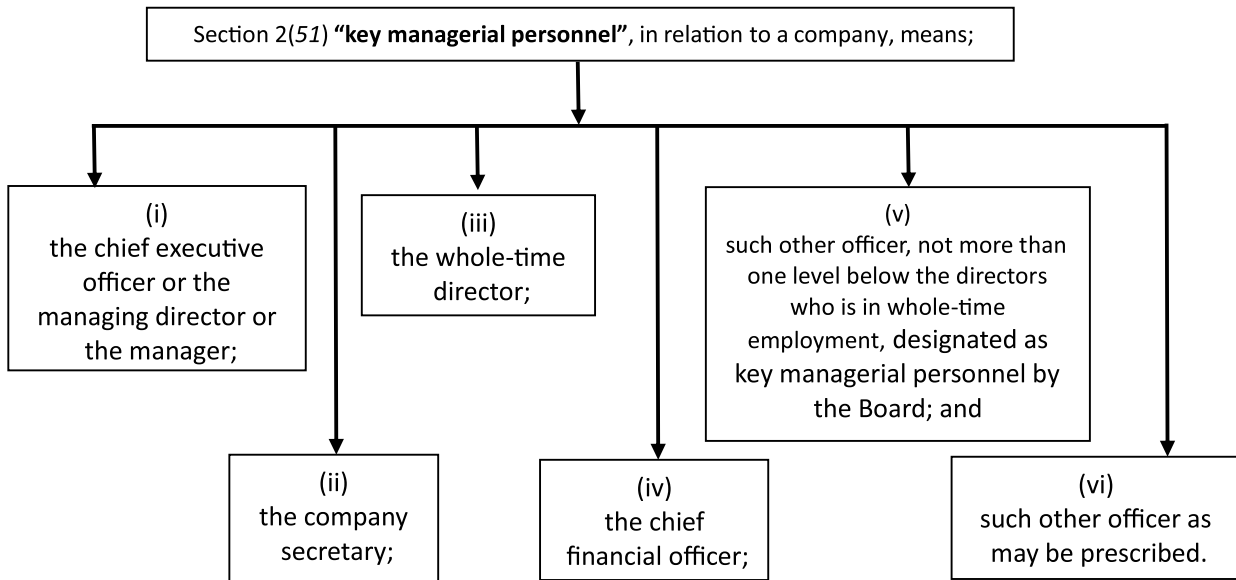 Section 2(51) “key managerial personnel”, in relation to a company, means;
(i)
the chief executive
officer or the
managing director or
the manager;
(ii)
the company
secretary;
(iii)
the whole-time
director;
(iv)
the chief
financial officer;
(v)
such other officer, not more than
one level below the directors
who is in whole-time
employment, designated as
key managerial personnel by
the Board; and
(vi)
such other officer as
may be prescribed.